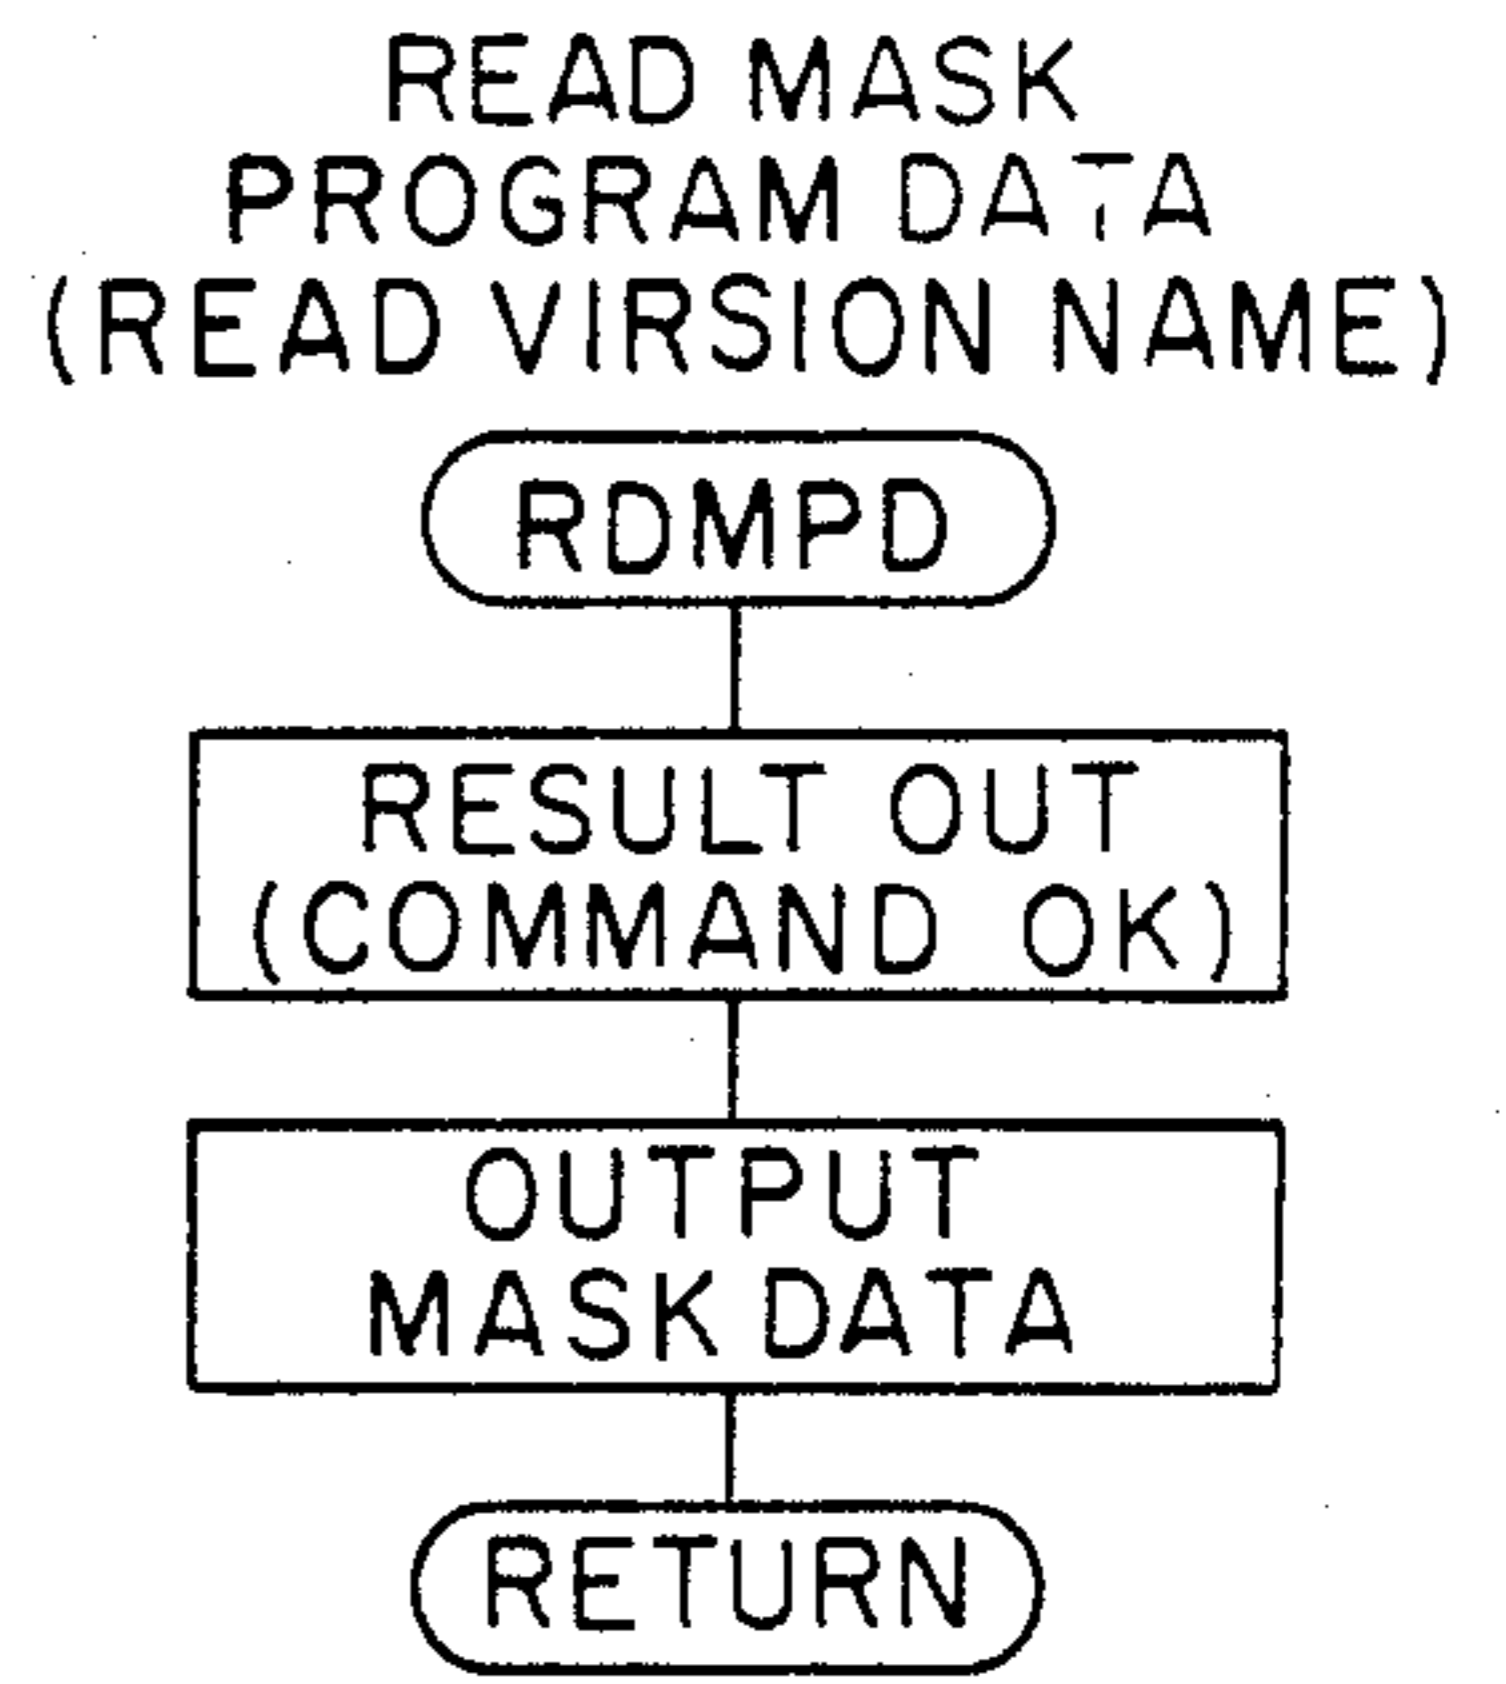 READ MASK
PROGRAM DATA
(READ VIRSION NAME)
RDMPD
RESULT OUT
(COMMAND OK)
OUTPUT
MASK DATA
RETURN